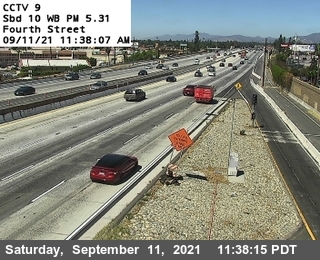 CCTV 9
Sbd 10 WB PM 5.31
Fourth Street
09/11/21 11:38:07 AM
Saturday, September 11, 2021 11:38:15 PDT